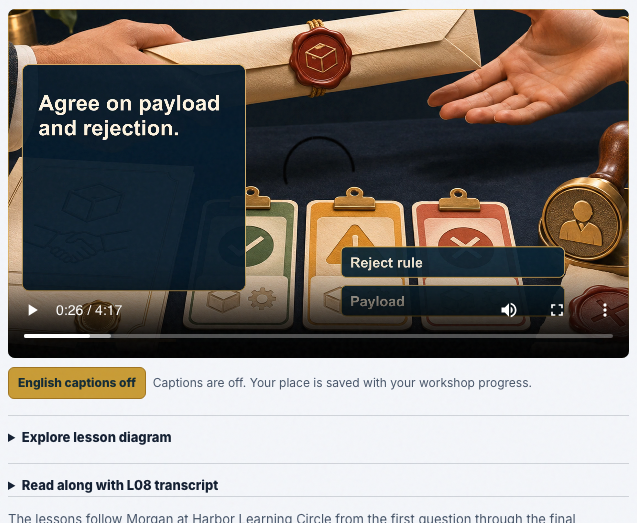 Agree on payload
and rejection.
Reject rule
Payload
0:26 / 4:17
English captions off
Captions are off. Your place is saved with your workshop progress.
Explore lesson diagram
Read along with L08 transcript
The lessons follow Morgan at Harbor Learning Circle from the first question through the final